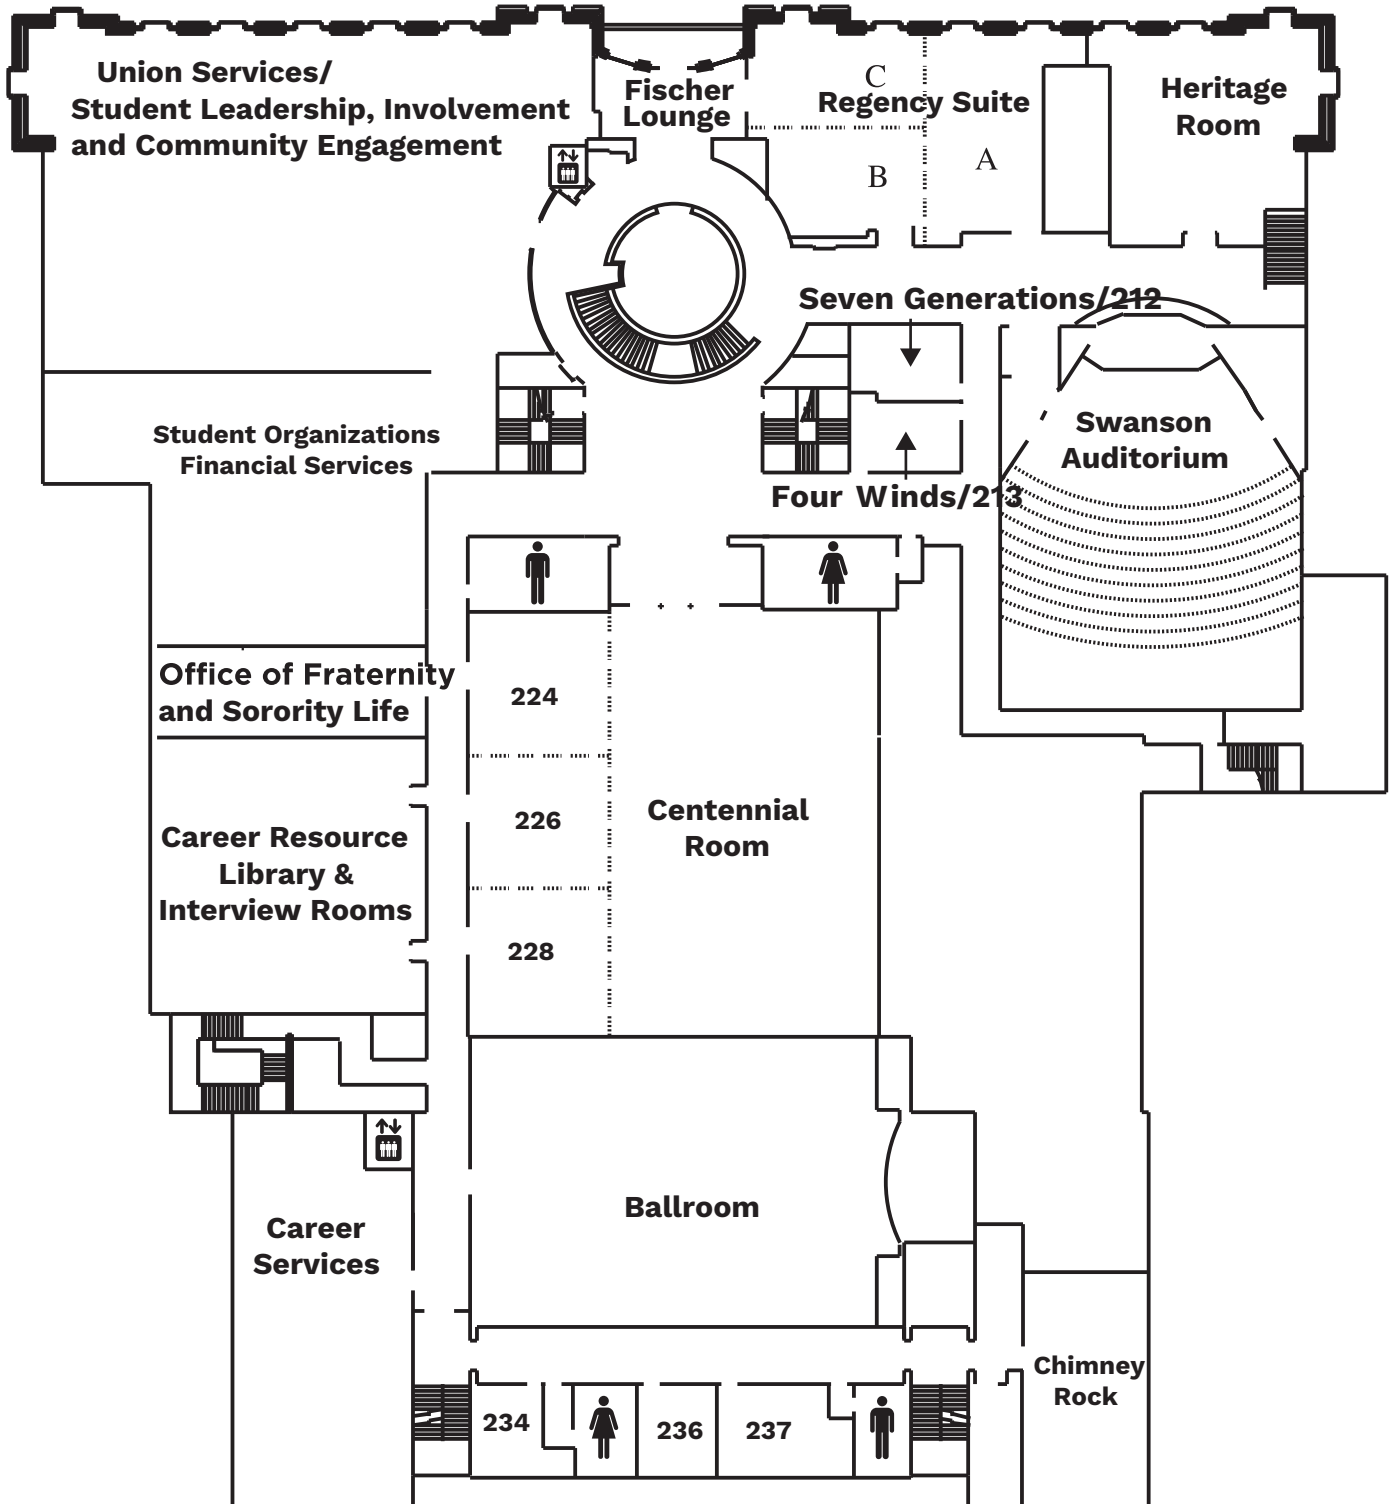 Union Services/
Student Leadership, Involvement
and Community Engagement
Fischer
Lounge
C
Regency Suite
B
A
Heritage
Room
Seven Generations/212
Student Organizations
Financial Services
Swanson
Auditorium
Four Winds/213
Office of Fraternity
and Sorority Life
224
226
Centennial
Room
Career Resource
Library &
Interview Rooms
228
Ballroom
Career
Services
Chimney
Rock
234
236
237